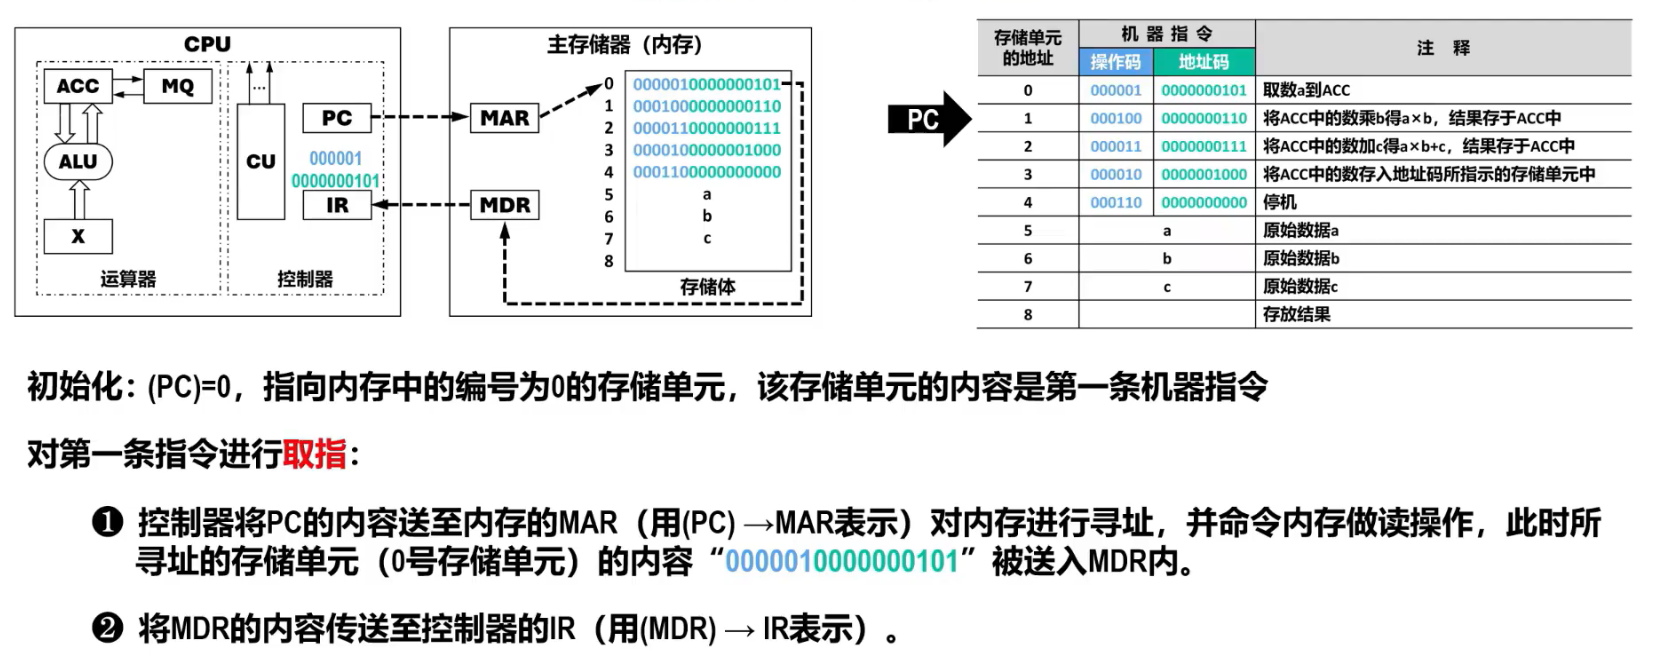 CPU
ACC
MQ
ALU
X
运算器
...
CU
PC
000001
0000000101
IR
控制器
主存储器（内存）
MAR
MDR
0 0000010000000101
1 0001000000000110
2 0000110000000111
3 0000100000001000
4 0001100000000000
5 a
6 b
7 c
8
存储体
PC
存储单元的地址 机器指令 注释
操作码 地址码
0 000001 0000000101 取数a到ACC
1 000100 0000000110 将ACC中的数乘b得a×b，结果存于ACC中
2 000011 0000000111 将ACC中的数加c得a×b+c，结果存于ACC中
3 000010 0000001000 将ACC中的数存入地址码所指示的存储单元中
4 000110 0000000000 停机
5 a 原始数据a
6 b 原始数据b
7 c 原始数据c
8 存放结果
初始化：(PC)=0，指向内存中的编号为0的存储单元，该存储单元的内容是第一条机器指令
对第一条指令进行取指：
❶ 控制器将PC的内容送至内存的MAR（用(PC) →MAR表示）对内存进行寻址，并命令内存做读操作，此时所
寻址的存储单元（0号存储单元）的内容“0000010000000101”被送入MDR内。
❷ 将MDR的内容传送至控制器的IR（用(MDR) → IR表示）。